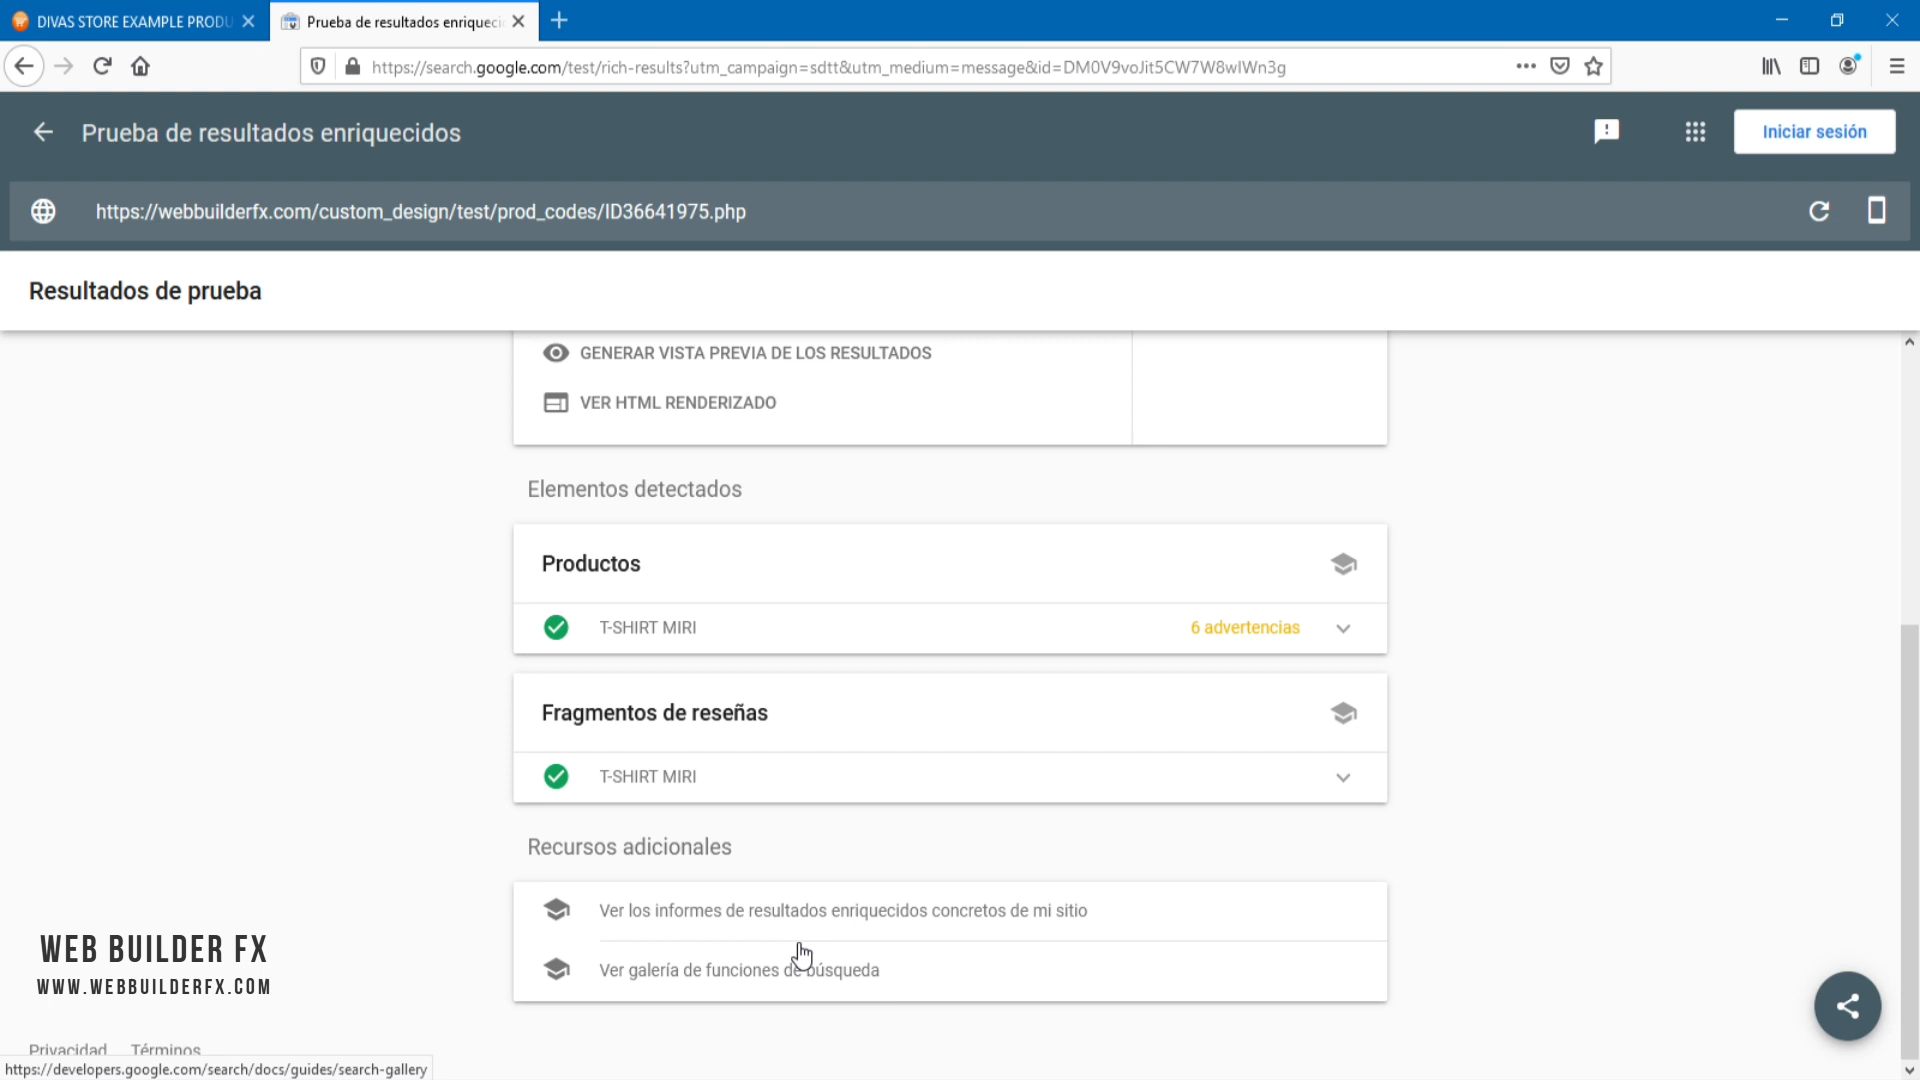 DIVAS STORE EXAMPLE PRODU
Prueba de resultados enriqueci
https://search.google.com/test/rich-results?utm_campaign=sdtt&utm_medium=message&id=DM0V9voJit5CW7W8wIWn3g
Prueba de resultados enriquecidos
Iniciar sesión
https://webbuilderfx.com/custom_design/test/prod_codes/ID36641975.php
Resultados de prueba
GENERAR VISTA PREVIA DE LOS RESULTADOS
VER HTML RENDERIZADO
Elementos detectados
Productos
T-SHIRT MIRI
6 advertencias
Fragmentos de reseñas
T-SHIRT MIRI
Recursos adicionales
Ver los informes de resultados enriquecidos concretos de mi sitio
Ver galería de funciones de búsqueda
WEB BUILDER FX
WWW.WEBBUILDERFX.COM
Privacidad Términos
https://developers.google.com/search/docs/guides/search-gallery